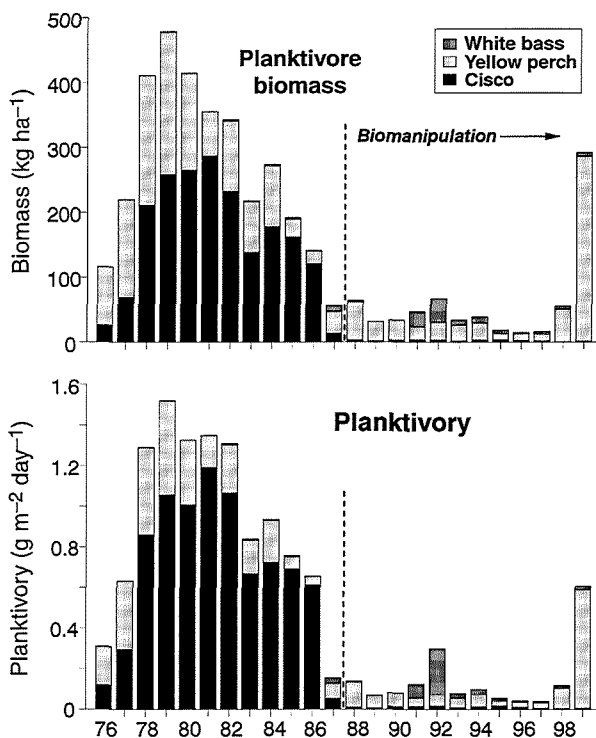 500
400
300
200
100
0
Biomass (kg ha⁻¹)
Planktivore
biomass
White bass
Yellow perch
Cisco
Biomanipulation
1.6
1.2
0.8
0.4
0
Planktivory (g m⁻² day⁻¹)
Planktivory
76 78 80 82 84 86 88 90 92 94 96 98